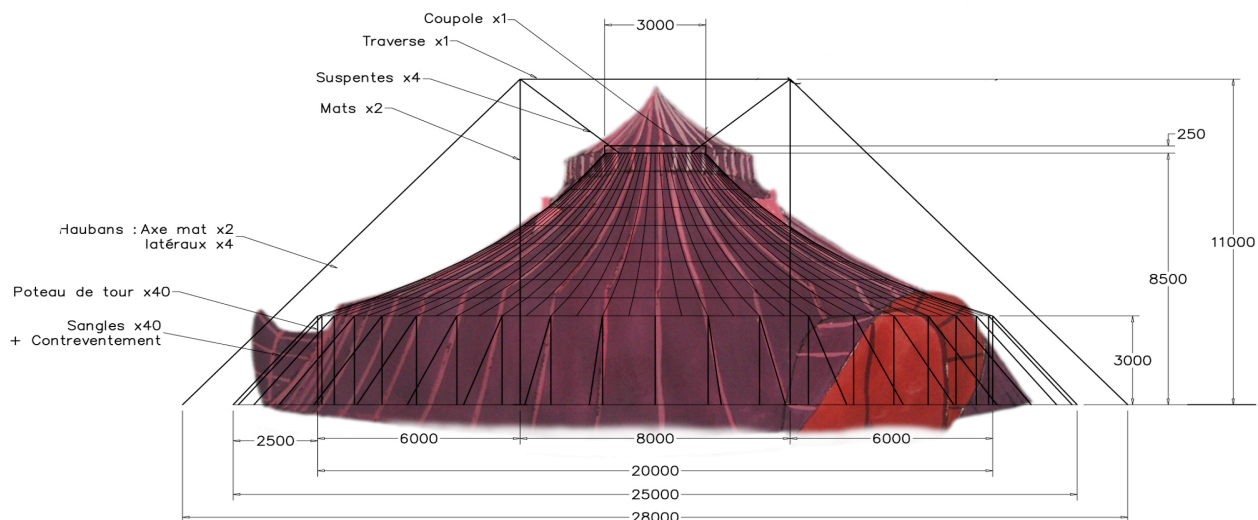 Coupole x1
3000
Traverse x1
Suspentes x4
Mats x2
250
Haubans : Axe mat x2
latéraux x4
11000
8500
Poteau de tour x40
Sangles x40
+ Contreventement
3000
2500
6000
8000
6000
20000
25000
28000